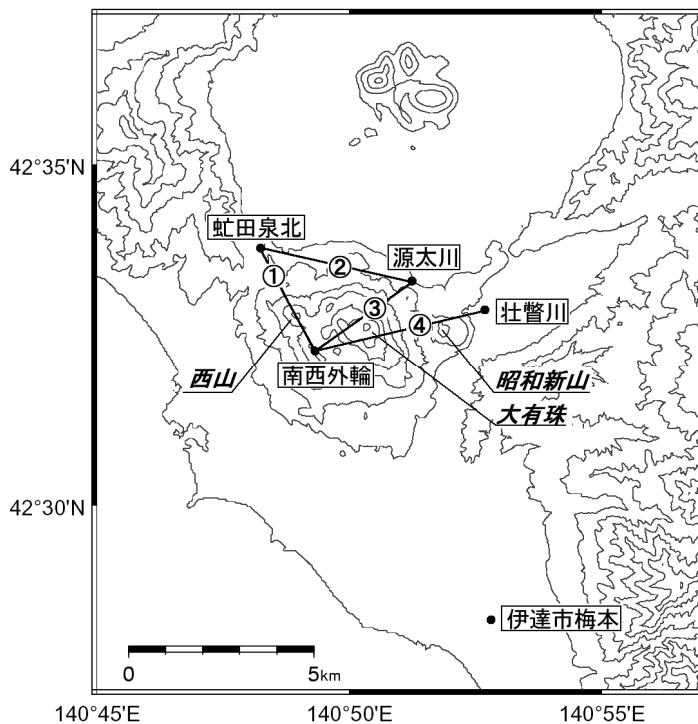 42°35'N
虻田泉北
源太川
①
②
③
④
壮瞥川
西山
南西外輪
昭和新山
大有珠
42°30'N
伊達市梅本
0
5km
140°45'E
140°50'E
140°55'E